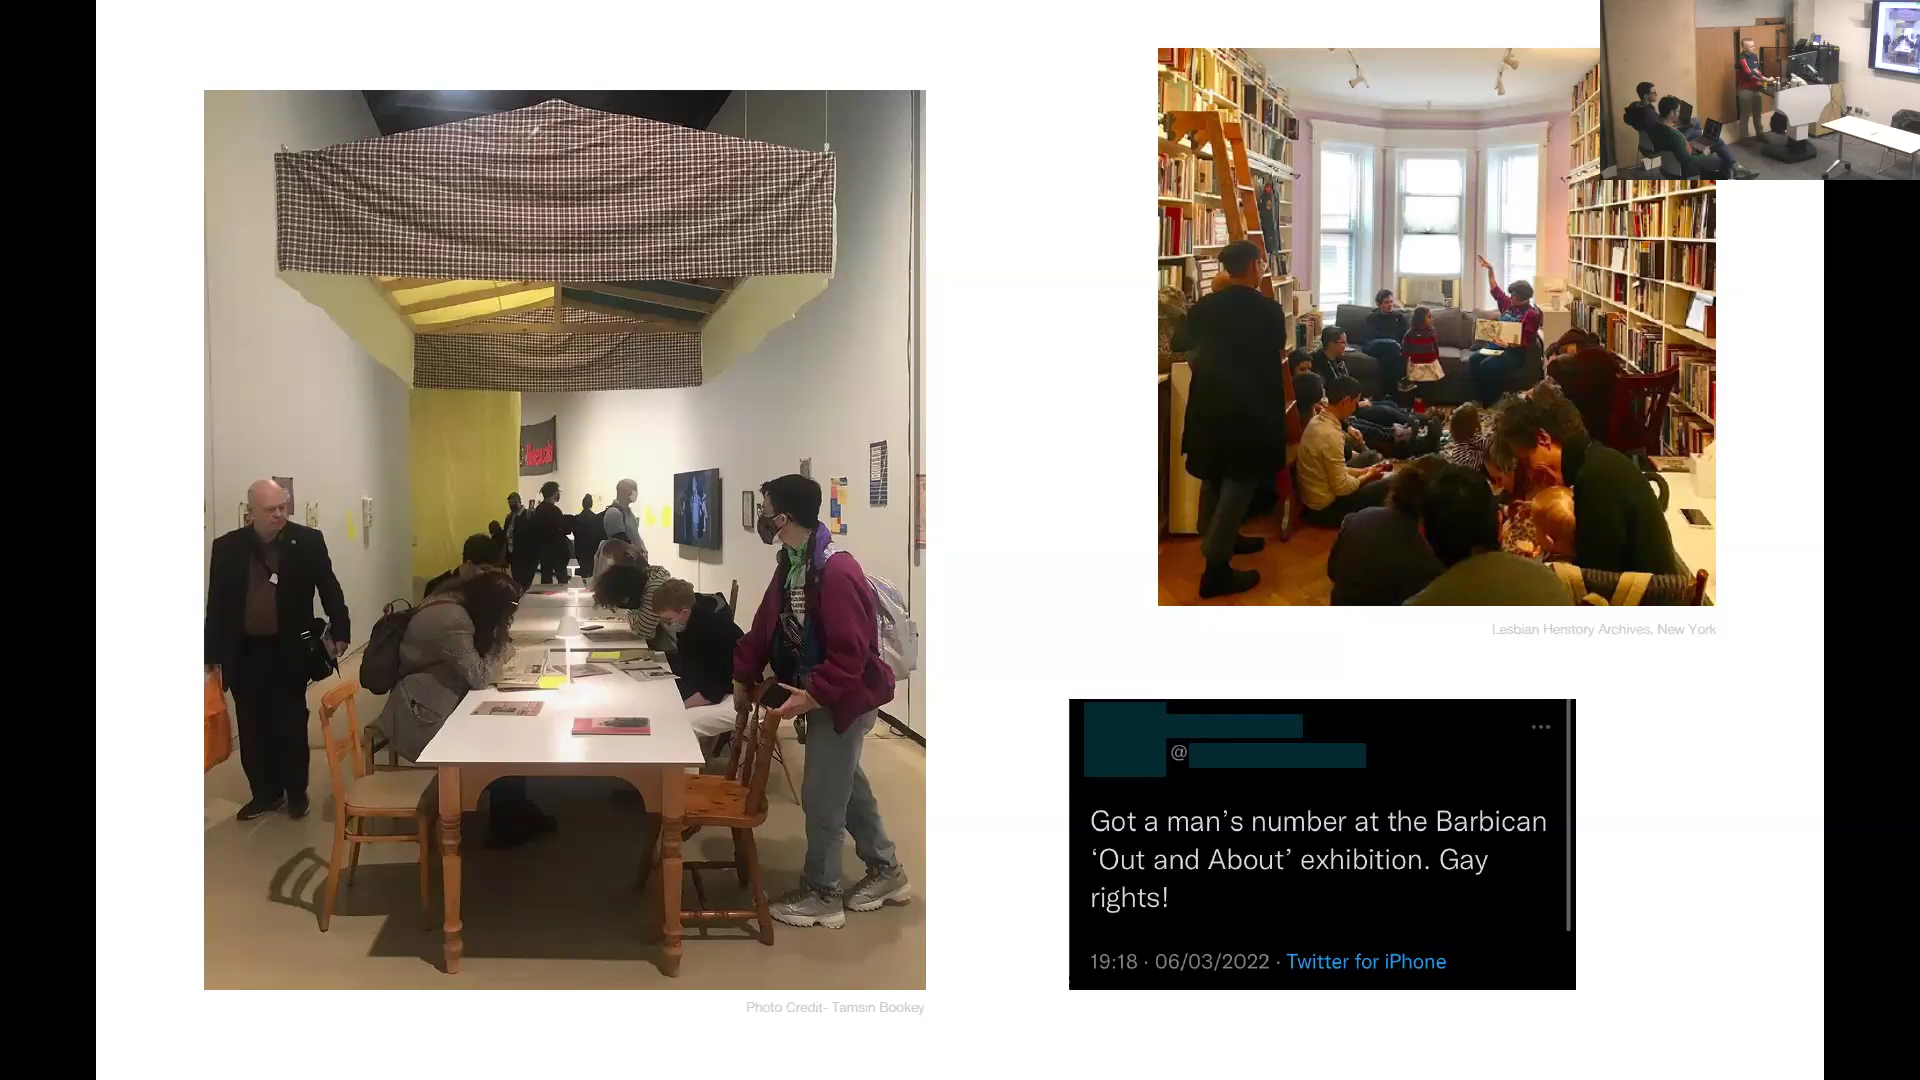 Photo Credit- Tamsin Bookey
Lesbian Herstory Archives, New York
@
Got a man’s number at the Barbican
‘Out and About’ exhibition. Gay
rights!
19:18 · 06/03/2022 · Twitter for iPhone